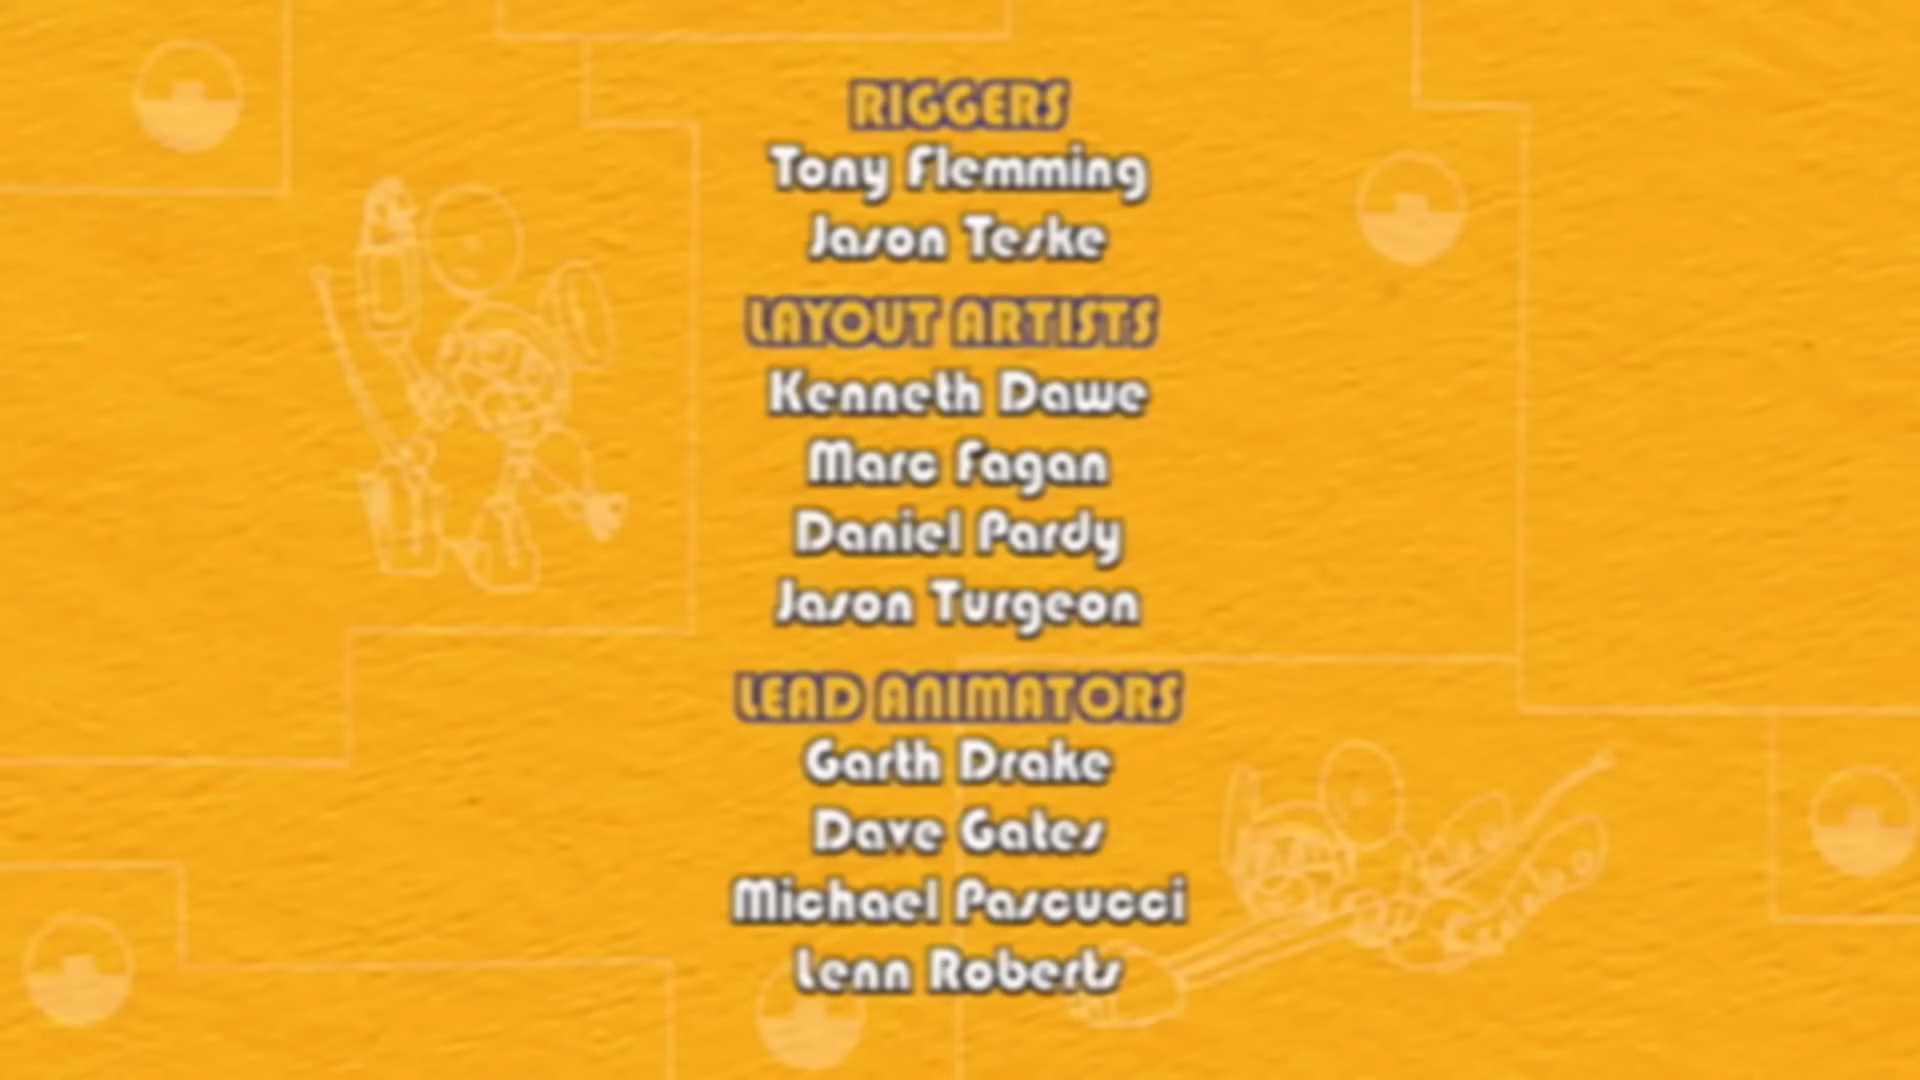 RIGGERS
Tony Flemming
Jason Teske
LAYOUT ARTISTS
Kenneth Dawe
Marc Fagan
Daniel Pardy
Jason Turgeon
LEAD ANIMATORS
Garth Drake
Dave Gates
Michael Pascucci
Lenn Roberts